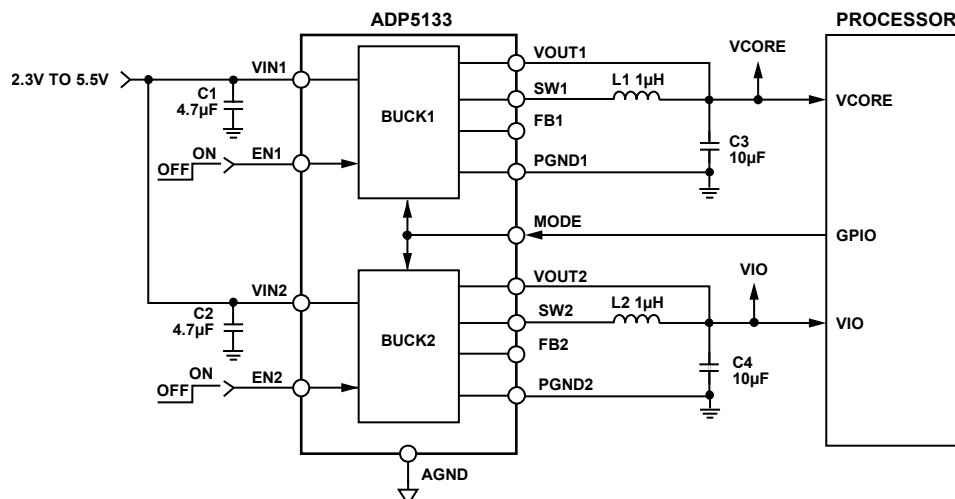 ADP5133
PROCESSOR
VCORE
VIN1
VOUT1
2.3V TO 5.5V
L1 1µH
SW1
C1
4.7µF
VCORE
BUCK1
FB1
C3
10µF
ON
OFF
EN1
PGND1
MODE
GPIO
VIO
VIN2
VOUT2
L2 1µH
C2
4.7µF
SW2
VIO
BUCK2
FB2
C4
10µF
ON
OFF
EN2
PGND2
AGND